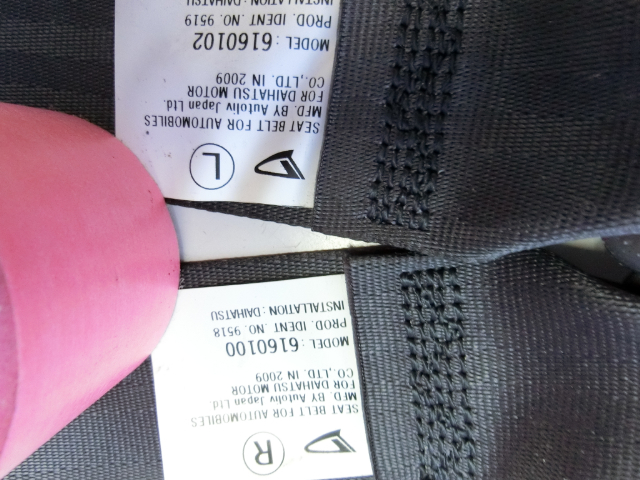 L
SEAT BELT FOR AUTOMOBILES
MFD. BY Autoliv Japan Ltd.
FOR DAIHATSU MOTOR
CO.,LTD. IN 2009
MODEL : 6160102
PROD. IDENT. NO. 9519
INSTALLATION : DAIHATSU
R
SEAT BELT FOR AUTOMOBILES
MFD. BY Autoliv Japan Ltd.
FOR DAIHATSU MOTOR
CO.,LTD. IN 2009
MODEL : 6160100
PROD. IDENT. NO. 9518
INSTALLATION : DAIHATSU